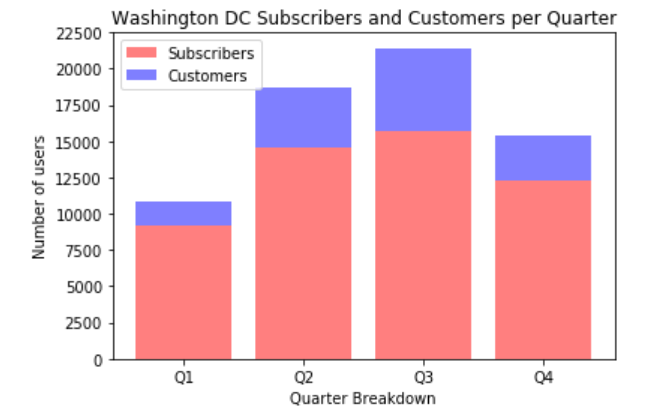 Washington DC Subscribers and Customers per Quarter
Subscribers
Customers
22500
20000
17500
15000
12500
10000
7500
5000
2500
0
Number of users
Q1 Q2 Q3 Q4
Quarter Breakdown